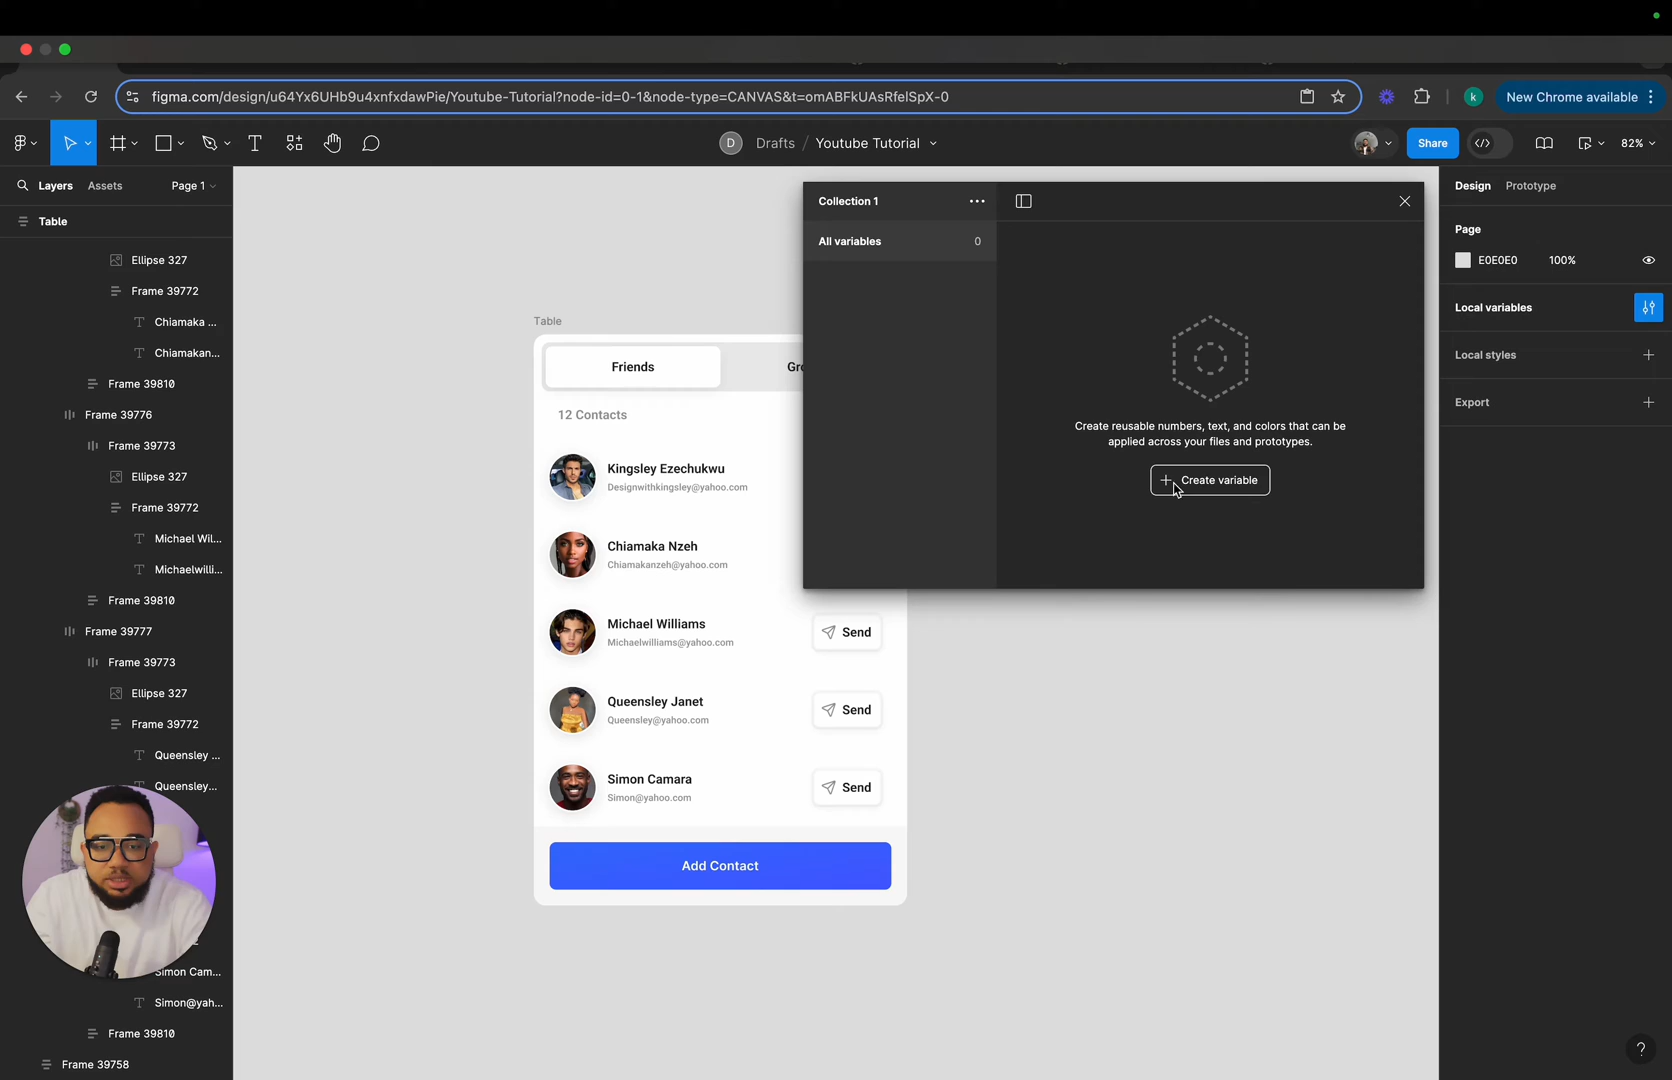 figma.com/design/u64Yx6UHb9u4xnfxdawPie/Youtube-Tutorial?node-id=0-1&node-type=CANVAS&t=omABFkUAsRfelSpX-0
k
New Chrome available
D
Drafts / Youtube Tutorial
Share
82%
Layers
Assets
Page 1
Table
Ellipse 327
Frame 39772
Chiamaka ...
Chiamakan...
Frame 39810
Frame 39776
Frame 39773
Ellipse 327
Frame 39772
Michael Wil...
Michaelwilli...
Frame 39810
Frame 39777
Frame 39773
Ellipse 327
Frame 39772
Queensley ...
Queensley...
Simon Cam...
Simon@yah...
Frame 39810
Frame 39758
Table
Friends
12 Contacts
Kingsley Ezechukwu
Designwithkingsley@yahoo.com
Chiamaka Nzeh
Chiamakanzeh@yahoo.com
Michael Williams
Michaelwilliams@yahoo.com
Send
Queensley Janet
Queensley@yahoo.com
Send
Simon Camara
Simon@yahoo.com
Send
Add Contact
Collection 1
All variables 0
Create reusable numbers, text, and colors that can be
applied across your files and prototypes.
Create variable
Design
Prototype
Page
E0E0E0 100%
Local variables
Local styles
Export
?